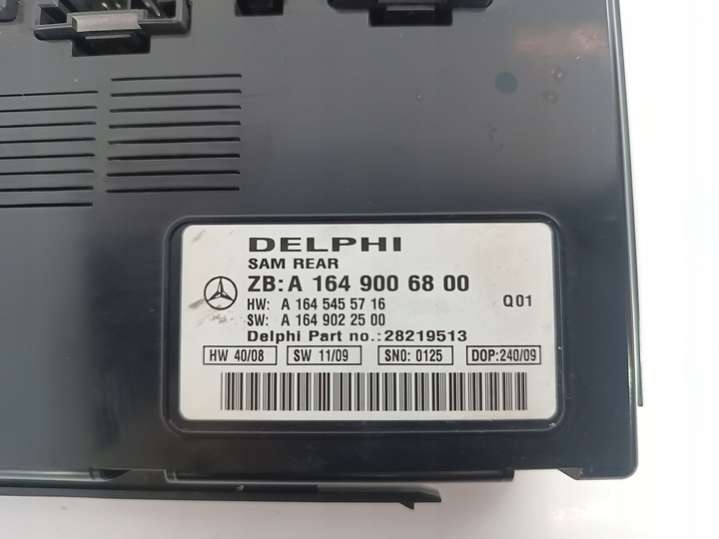 DELPHI
SAM REAR
ZB: A 164 900 68 00
HW: A 164 545 57 16 Q01
SW: A 164 902 25 00
Delphi Part no.:28219513
HW 40/08 SW 11/09 SNO: 0125 DOP:240/09